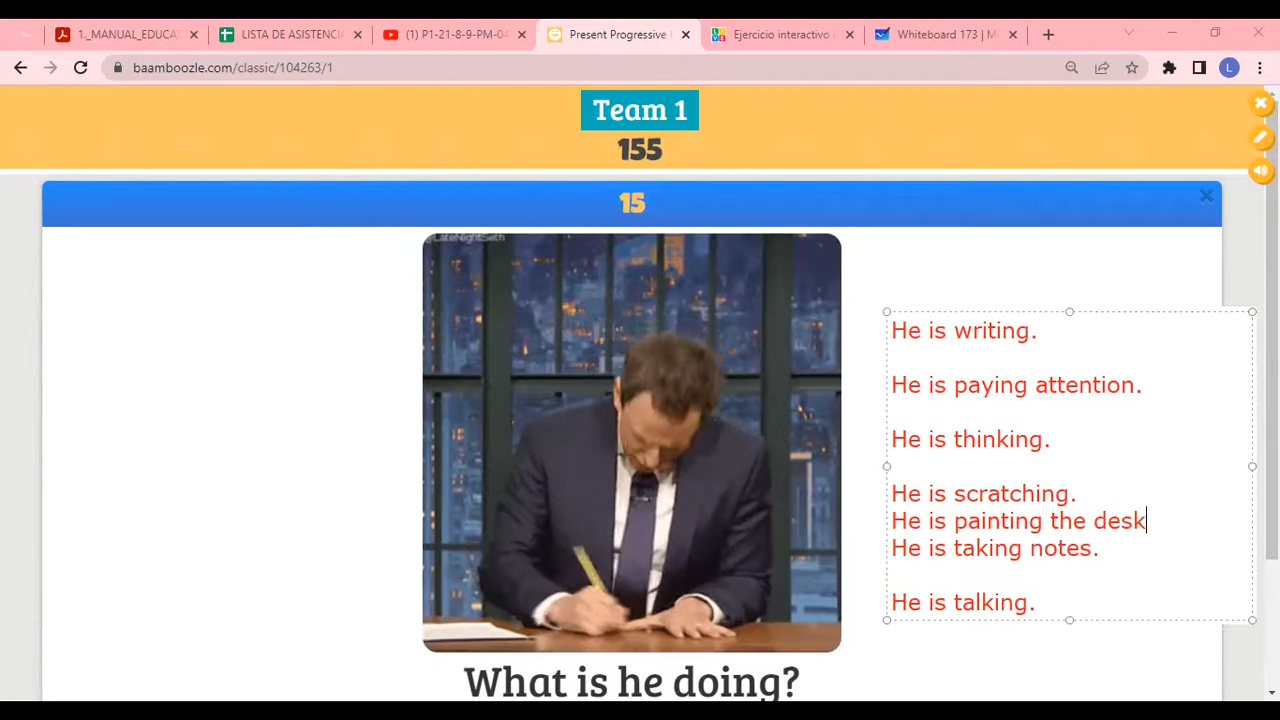 1._MANUAL_EDUCA
LISTA DE ASISTENCI
(1) P1-21-8-9-PM-04
Present Progressive
Ejercicio interactivo
Whiteboard 173 | M
baamboozle.com/classic/104263/1
L
Team 1
155
15
@LateNightSeth
He is writing.
He is paying attention.
He is thinking.
He is scratching.
He is painting the desk
He is taking notes.
He is talking.
What is he doing?